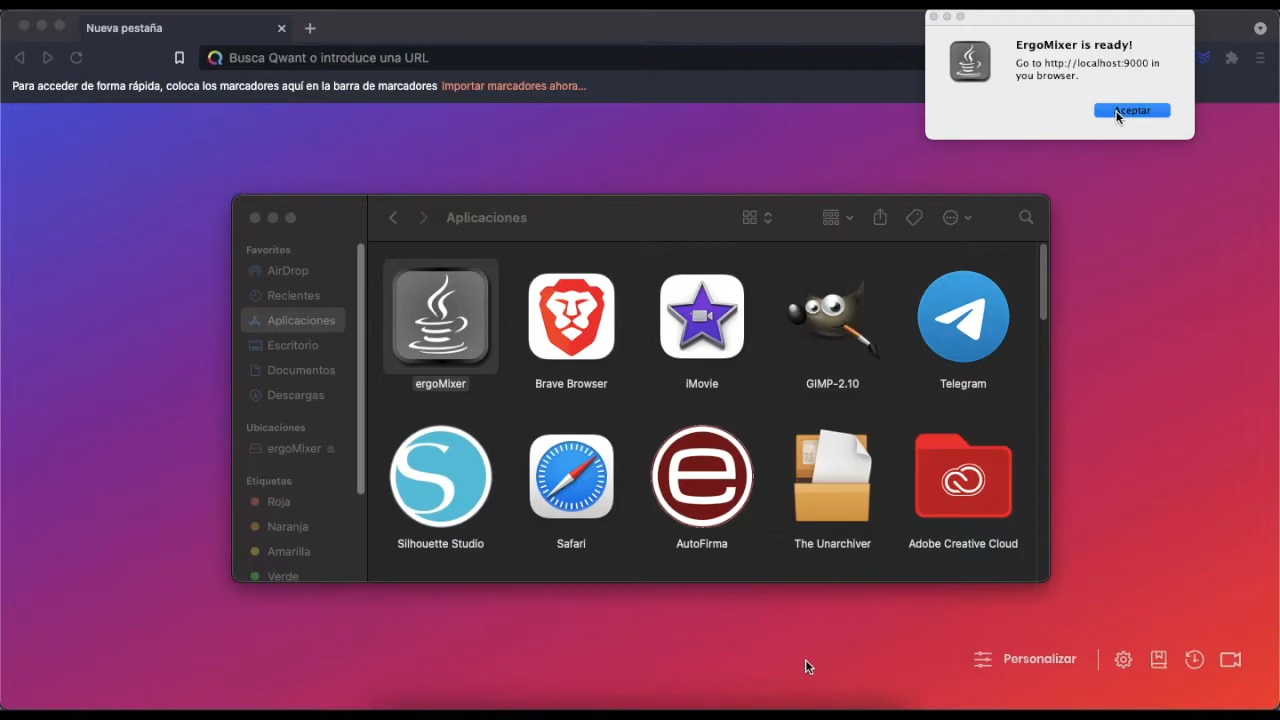 Nueva pestaña
Busca Qwant o introduce una URL
Para acceder de forma rápida, coloca los marcadores aquí en la barra de marcadores Importar marcadores ahora...
ErgoMixer is ready!
Go to http://localhost:9000 in
you browser.
Aceptar
Aplicaciones
Favoritos
AirDrop
Recientes
Aplicaciones
Escritorio
Documentos
Descargas
Ubicaciones
ergoMixer
Etiquetas
Roja
Naranja
Amarilla
Verde
ergoMixer
Brave Browser
iMovie
GIMP-2.10
Telegram
Silhouette Studio
Safari
AutoFirma
The Unarchiver
Adobe Creative Cloud
Personalizar